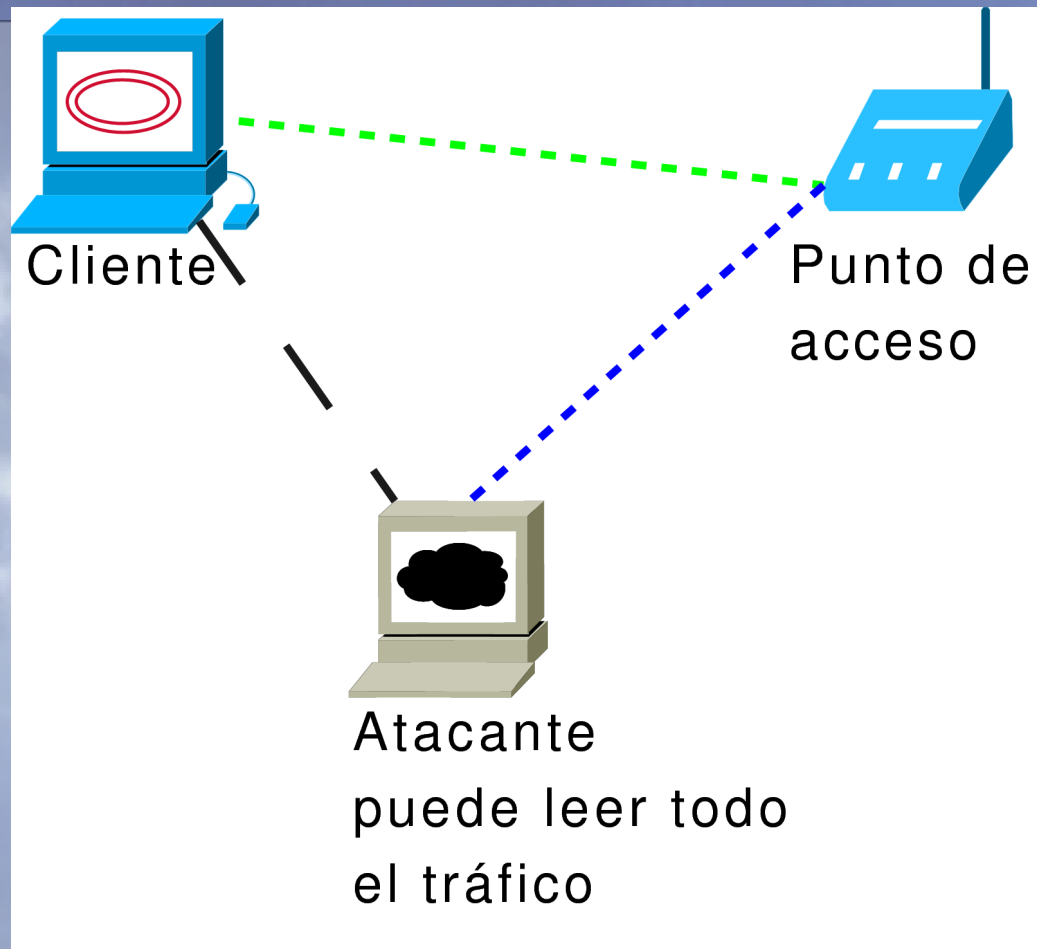 Cliente
Punto de
acceso
Atacante
puede leer todo
el tráfico